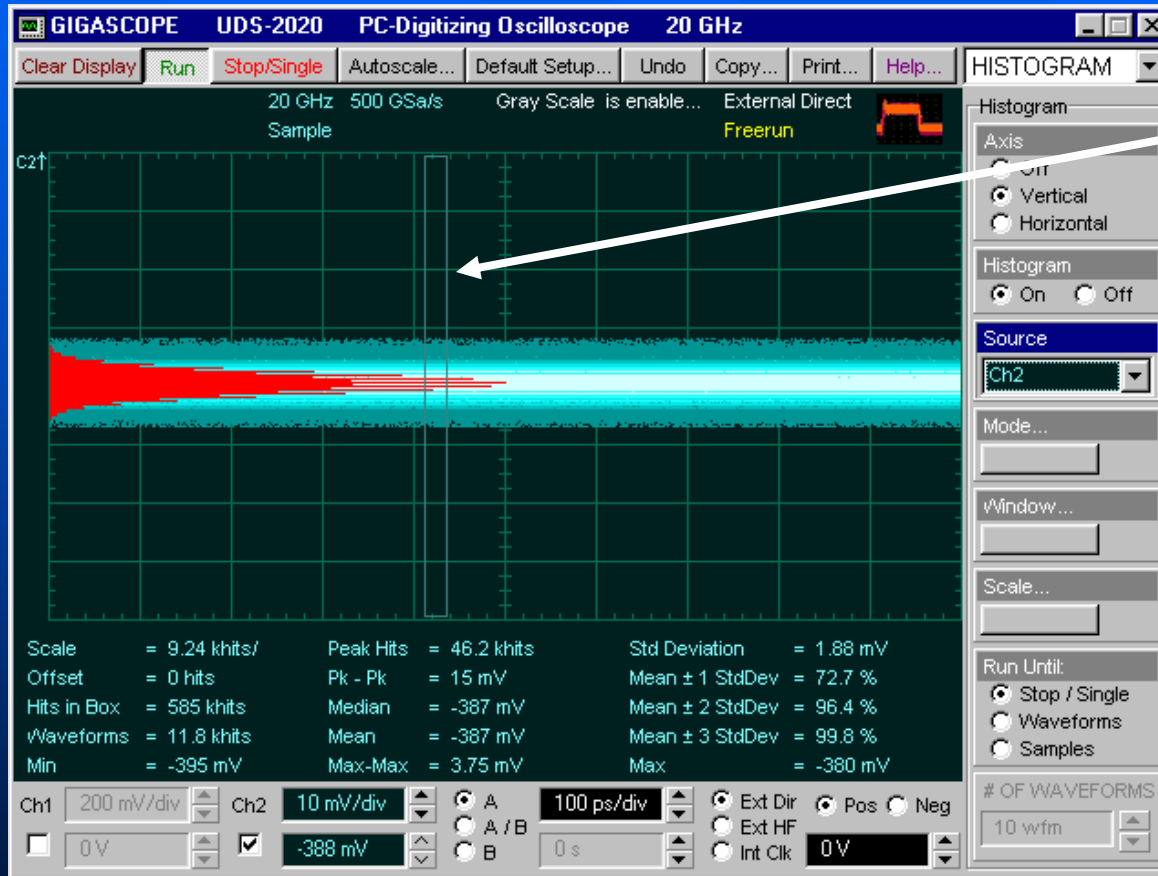 GIGASCOPE UDS-2020 PC-Digitizing Oscilloscope 20 GHz
Clear Display Run Stop/Single Autoscale... Default Setup... Undo Copy... Print... Help... HISTOGRAM
20 GHz 500 GSa/s Gray Scale is enable... External Direct
Sample Freerun
C2↑
Histogram
Axis
Off
Vertical
Horizontal
Histogram
On Off
Source
Ch2
Mode...
Window...
Scale...
Run Until:
Stop / Single
Waveforms
Samples
# OF WAVEFORMS
10 wfm
Scale = 9.24 khits/ Peak Hits = 46.2 khits Std Deviation = 1.88 mV
Offset = 0 hits Pk - Pk = 15 mV Mean ± 1 StdDev = 72.7 %
Hits in Box = 585 khits Median = -387 mV Mean ± 2 StdDev = 96.4 %
Waveforms = 11.8 khits Mean = -387 mV Mean ± 3 StdDev = 99.8 %
Min = -395 mV Max-Max = 3.75 mV Max = -380 mV
Ch1 200 mV/div Ch2 10 mV/div A 100 ps/div Ext Dir Pos Neg
A / B Ext HF
0 V -388 mV B 0 s Int Clk 0 V